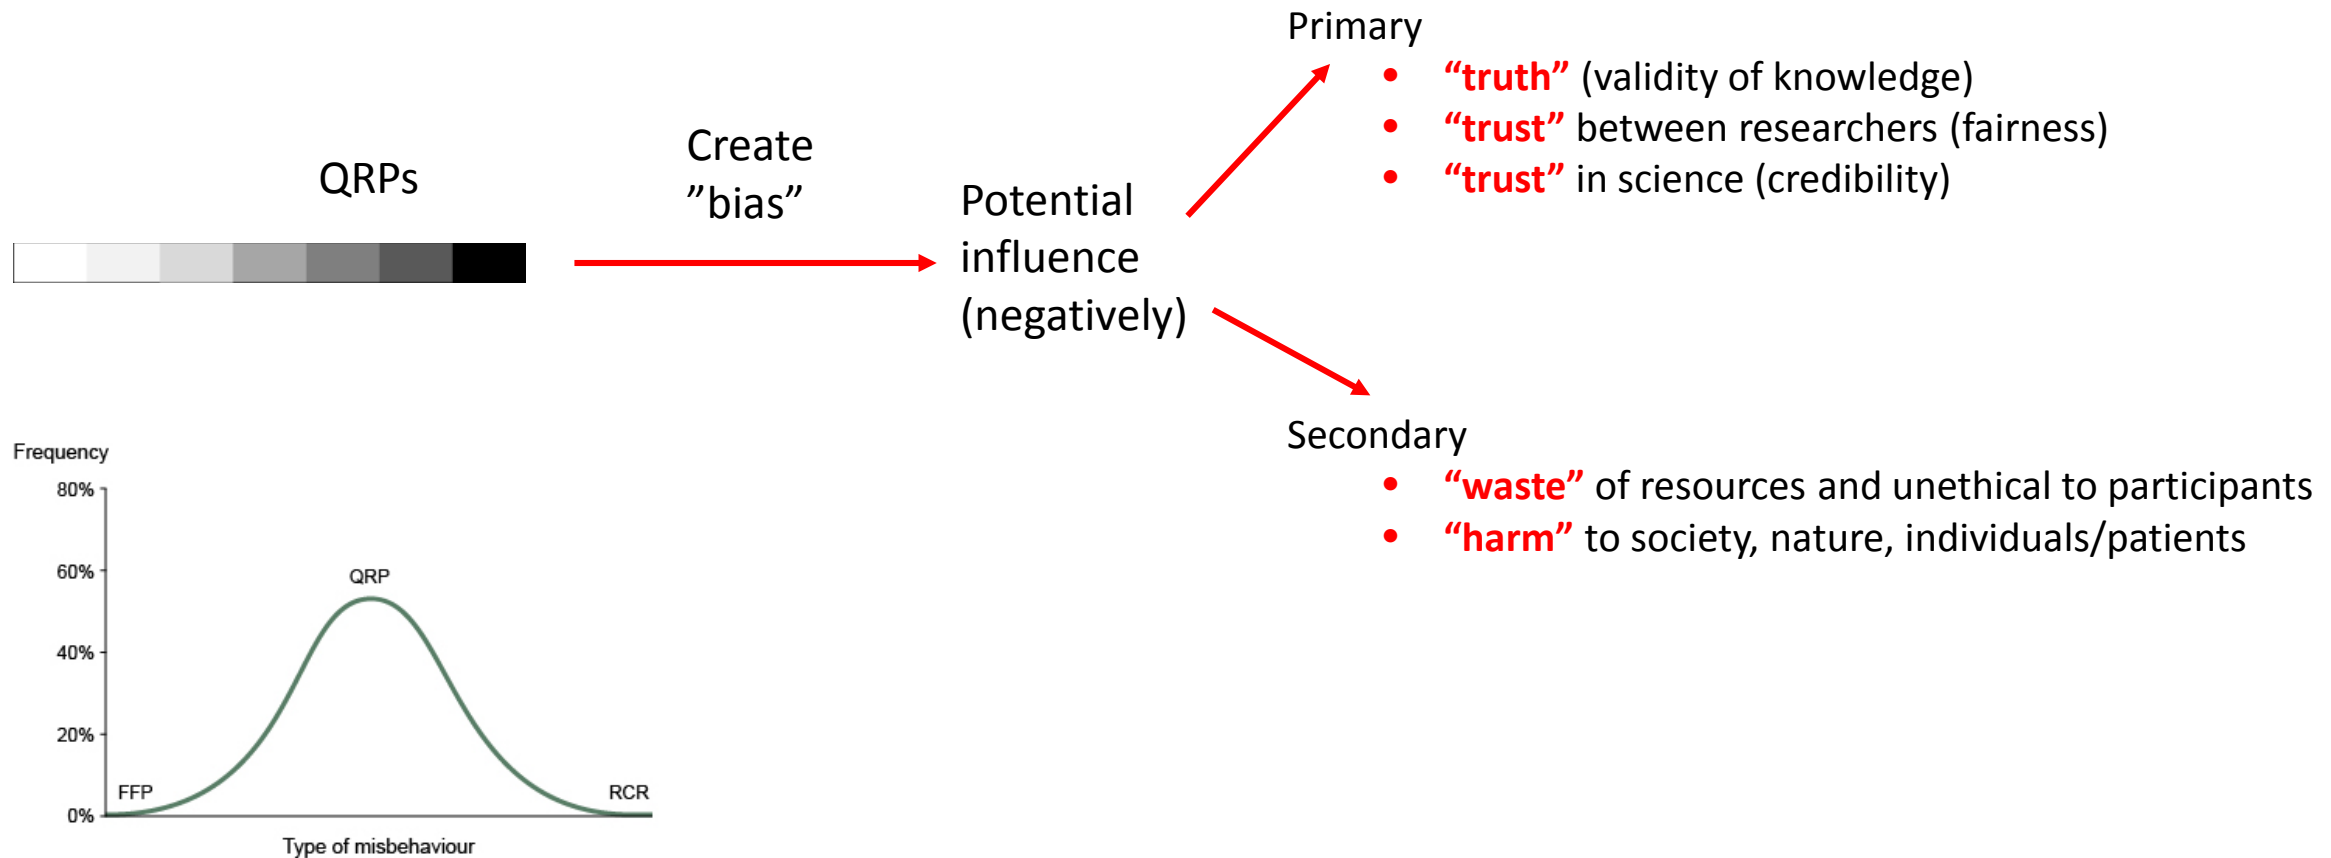 QRPs
Create
”bias”
Potential
influence
(negatively)
Primary
• “truth” (validity of knowledge)
• “trust” between researchers (fairness)
• “trust” in science (credibility)
Secondary
• “waste” of resources and unethical to participants
• “harm” to society, nature, individuals/patients
Frequency
80%
60%
40%
20%
0%
QRP
FFP
RCR
Type of misbehaviour